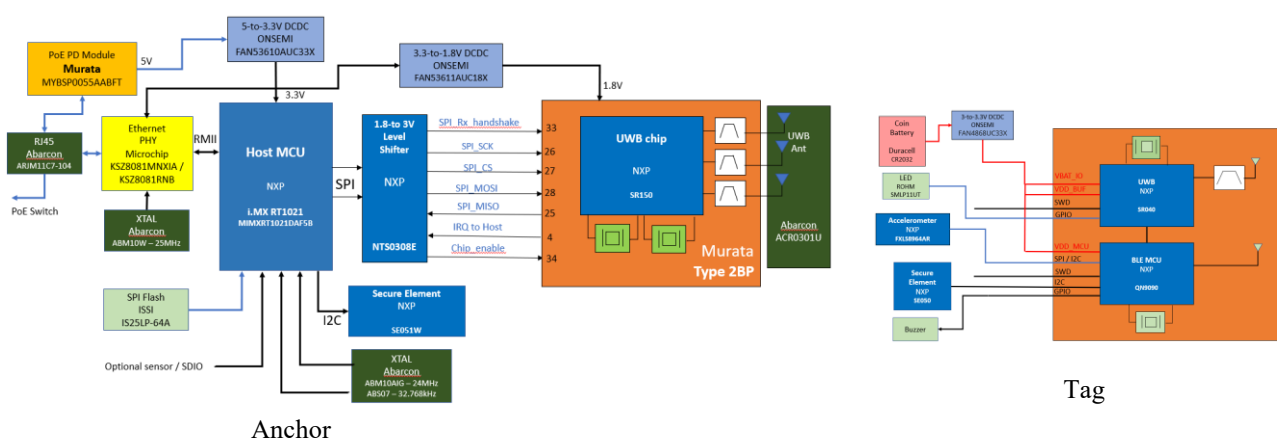 PoE PD Module
Murata
MYBSP0055AABFT
5V
5-to-3.3V DCDC
ONSEMI
FAN53610AUC33X
3.3-to-1.8V DCDC
ONSEMI
FAN53611AUC18X
3.3V
1.8V
RJ45
Abarcon
ARJM11C7-104
PoE Switch
Ethernet
PHY
Microchip
KSZ8081MNXIA /
KSZ8081RNB
RMII
XTAL
Abarcon
ABM10W – 25MHz
Host MCU
NXP
i.MX RT1021
MIMXRT1021DAF5B
SPI
1.8-to 3V
Level
Shifter
NXP
NTS0308E
SPI_Rx_handshake
33
SPI_SCK
26
SPI_CS
27
SPI_MOSI
28
SPI_MISO
25
IRQ to Host
4
Chip_enable
34
UWB chip
NXP
SR150
Murata
Type 2BP
UWB
Ant
Abarcon
ACR0301U
SPI Flash
ISSI
IS25LP-64A
Optional sensor / SDIO
I2C
Secure Element
NXP
SE051W
XTAL
Abarcon
ABM10AIG – 24MHz
ABS07 – 32.768kHz
Anchor
Coin
Battery
Duracell
CR2032
3-to-3.3V DCDC
ONSEMI
FAN4868UC33X
LED
ROHM
SMLP11UT
Accelerometer
NXP
FXLS8964AR
Secure
Element
NXP
SE050
Buzzer
VBAT_IO
VDD_BUF
SWD
GPIO
UWB
NXP
SR040
VDD_MCU
SPI / I2C
SWD
I2C
GPIO
BLE MCU
NXP
QN9090
Tag